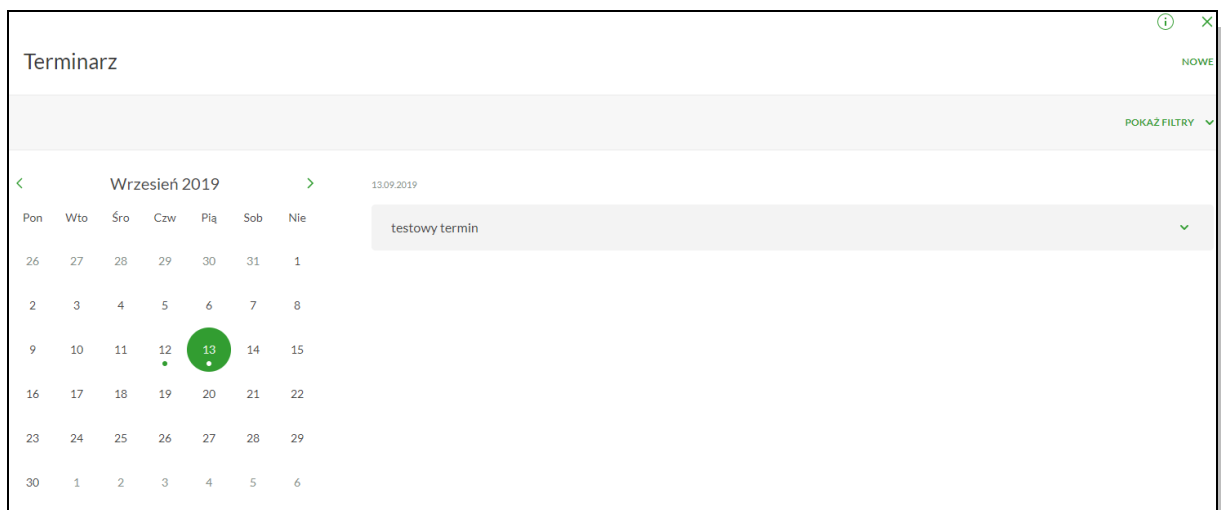 Terminarz
NOWE
POKAŻ FILTRY
Wrzesień 2019
Pon Wto Śro Czw Pią Sob Nie
26 27 28 29 30 31 1
2 3 4 5 6 7 8
9 10 11 12 13 14 15
16 17 18 19 20 21 22
23 24 25 26 27 28 29
30 1 2 3 4 5 6
13.09.2019
testowy termin